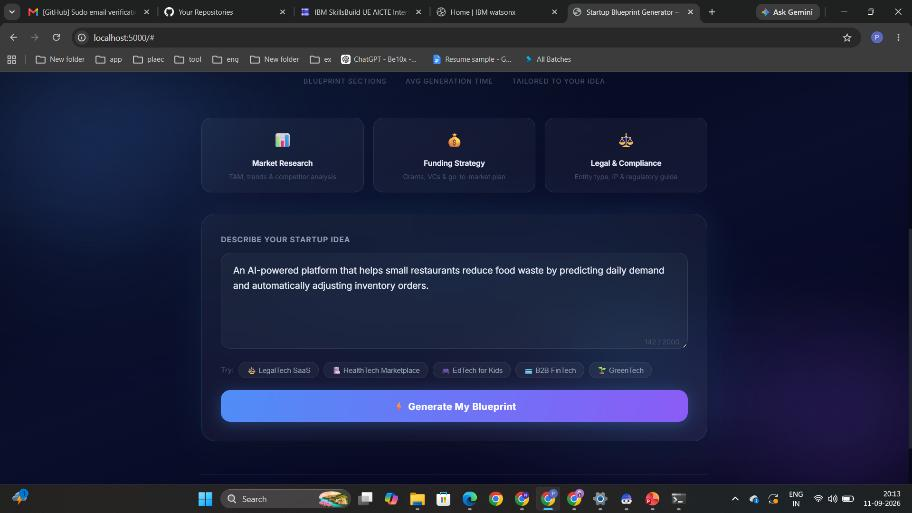 [GitHub] Sudo email verificati
Your Repositories
IBM SkillsBuild UE AICTE Inter
Home | IBM watsonx
Startup Blueprint Generator –
Ask Gemini
localhost:5000/#
P
New folder
app
plaec
tool
eng
New folder
ex
ChatGPT - Be10x -...
Resume sample - G...
All Batches
BLUEPRINT SECTIONS
AVG GENERATION TIME
TAILORED TO YOUR IDEA
Market Research
TAM, trends & competitor analysis
Funding Strategy
Grants, VCs & go-to-market plan
Legal & Compliance
Entity type, IP & regulatory guide
DESCRIBE YOUR STARTUP IDEA
An AI-powered platform that helps small restaurants reduce food waste by predicting daily demand
and automatically adjusting inventory orders.
142 / 2000
Try:
LegalTech SaaS
HealthTech Marketplace
EdTech for Kids
B2B FinTech
GreenTech
Generate My Blueprint
Search
ENG
IN
20:13
11-09-2026